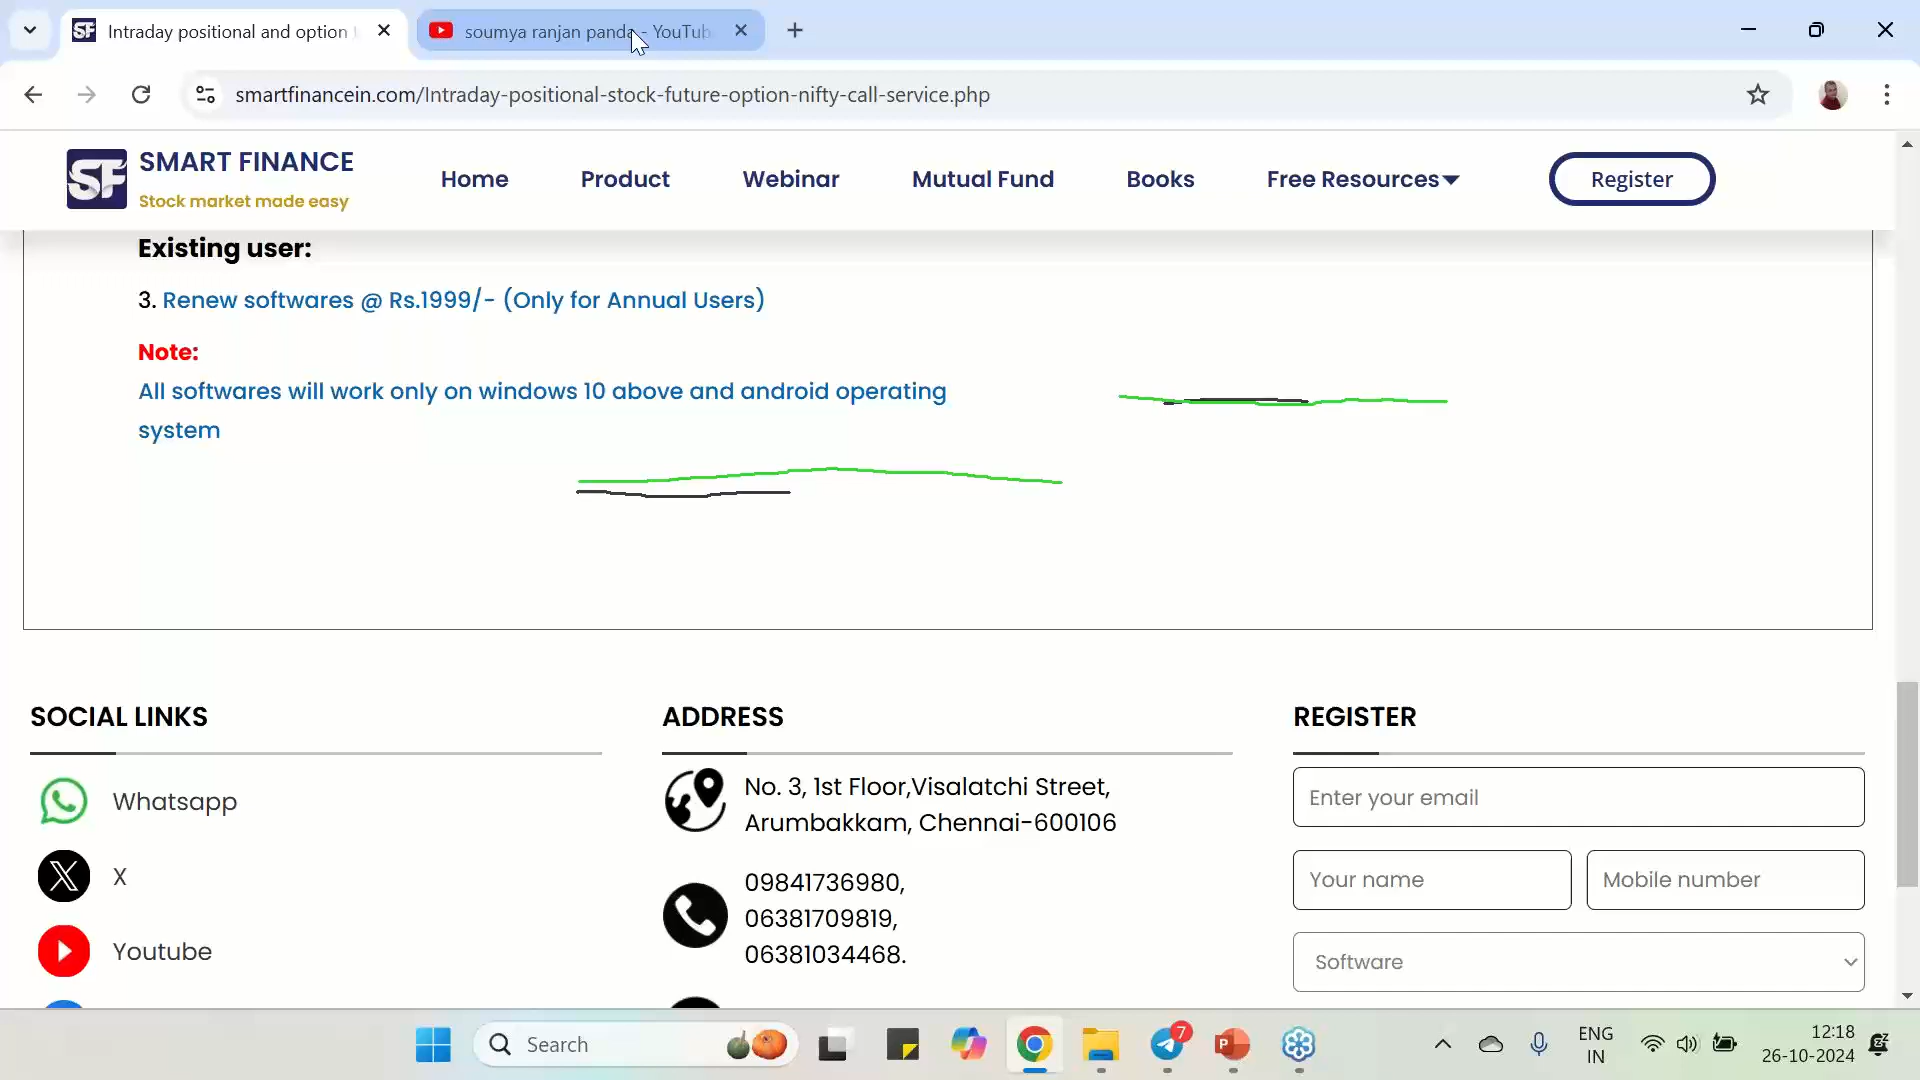 Intraday positional and option
soumya ranjan panda - YouTub
smartfinancein.com/Intraday-positional-stock-future-option-nifty-call-service.php
SF
SMART FINANCE
Stock market made easy
Home
Product
Webinar
Mutual Fund
Books
Free Resources
Register
Existing user:
3. Renew softwares @ Rs.1999/- (Only for Annual Users)
Note:
All softwares will work only on windows 10 above and android operating
system
SOCIAL LINKS
Whatsapp
X
Youtube
ADDRESS
No. 3, 1st Floor,Visalatchi Street,
Arumbakkam, Chennai-600106
09841736980,
06381709819,
06381034468.
REGISTER
Enter your email
Your name
Mobile number
Software
Search
7
ENG
IN
12:18
26-10-2024